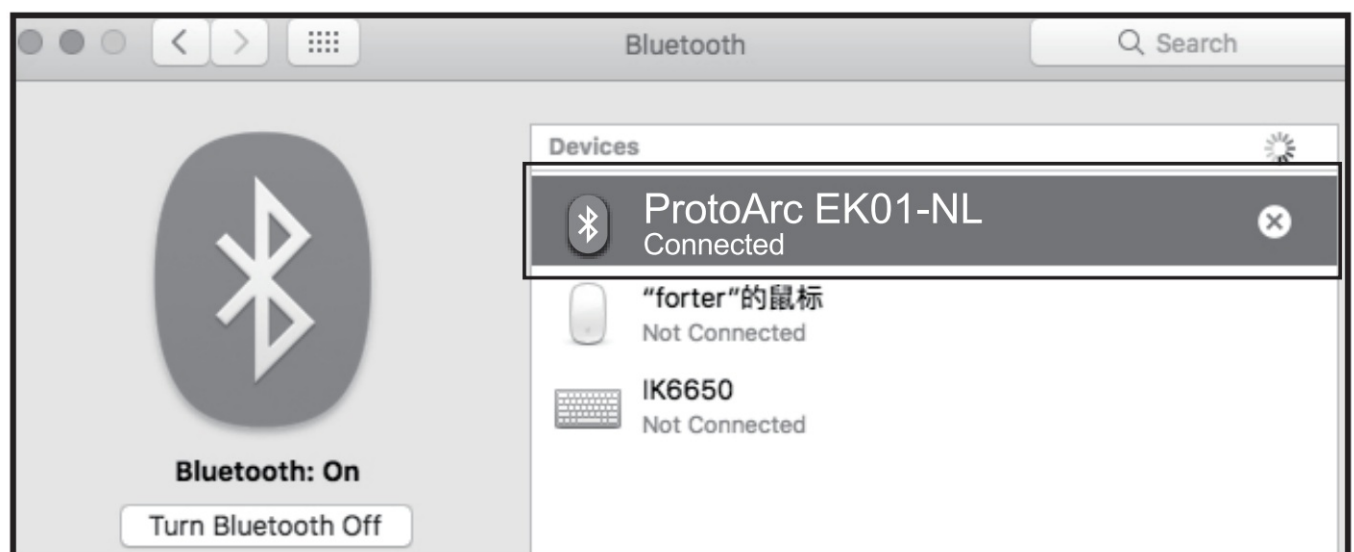 Bluetooth
Search
Devices
ProtoArc EK01-NL
Connected
“forter”的鼠标
Not Connected
IK6650
Not Connected
Bluetooth: On
Turn Bluetooth Off